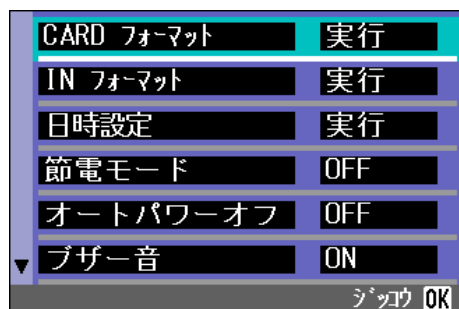 CARD ﾌｫｰﾏｯﾄ 実行
IN ﾌｫｰﾏｯﾄ 実行
日時設定 実行
節電モード OFF
オートパワーオフ OFF
ブザー音 ON
▼
ｼﾞｯｺｳ OK